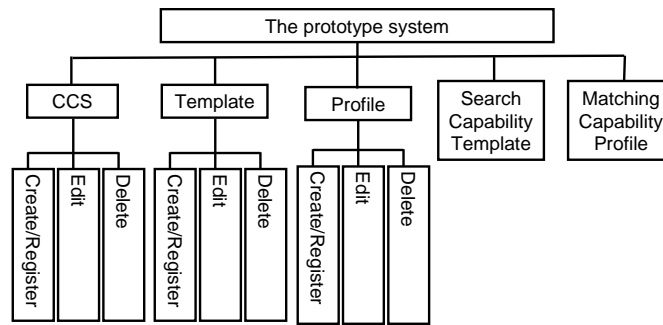 The prototype system
CCS
Template
Profile
Search
Capability
Template
Matching
Capability
Profile
Create/Register
Edit
Delete
Create/Register
Edit
Delete
Create/Register
Edit
Delete